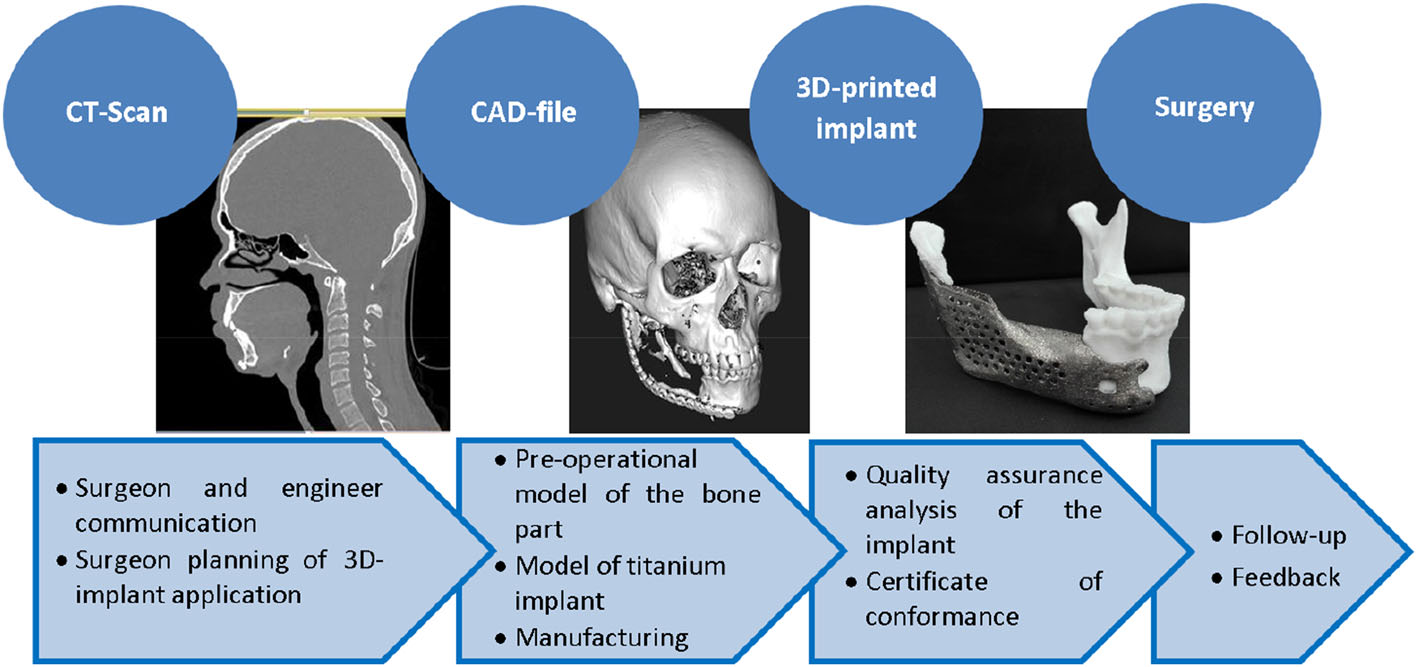 CT-Scan
CAD-file
3D-printed
implant
Surgery
• Surgeon and engineer
communication
• Surgeon planning of 3D-
implant application
• Pre-operational
model of the bone
part
• Model of titanium
implant
• Manufacturing
• Quality assurance
analysis of the
implant
• Certificate of
conformance
• Follow-up
• Feedback